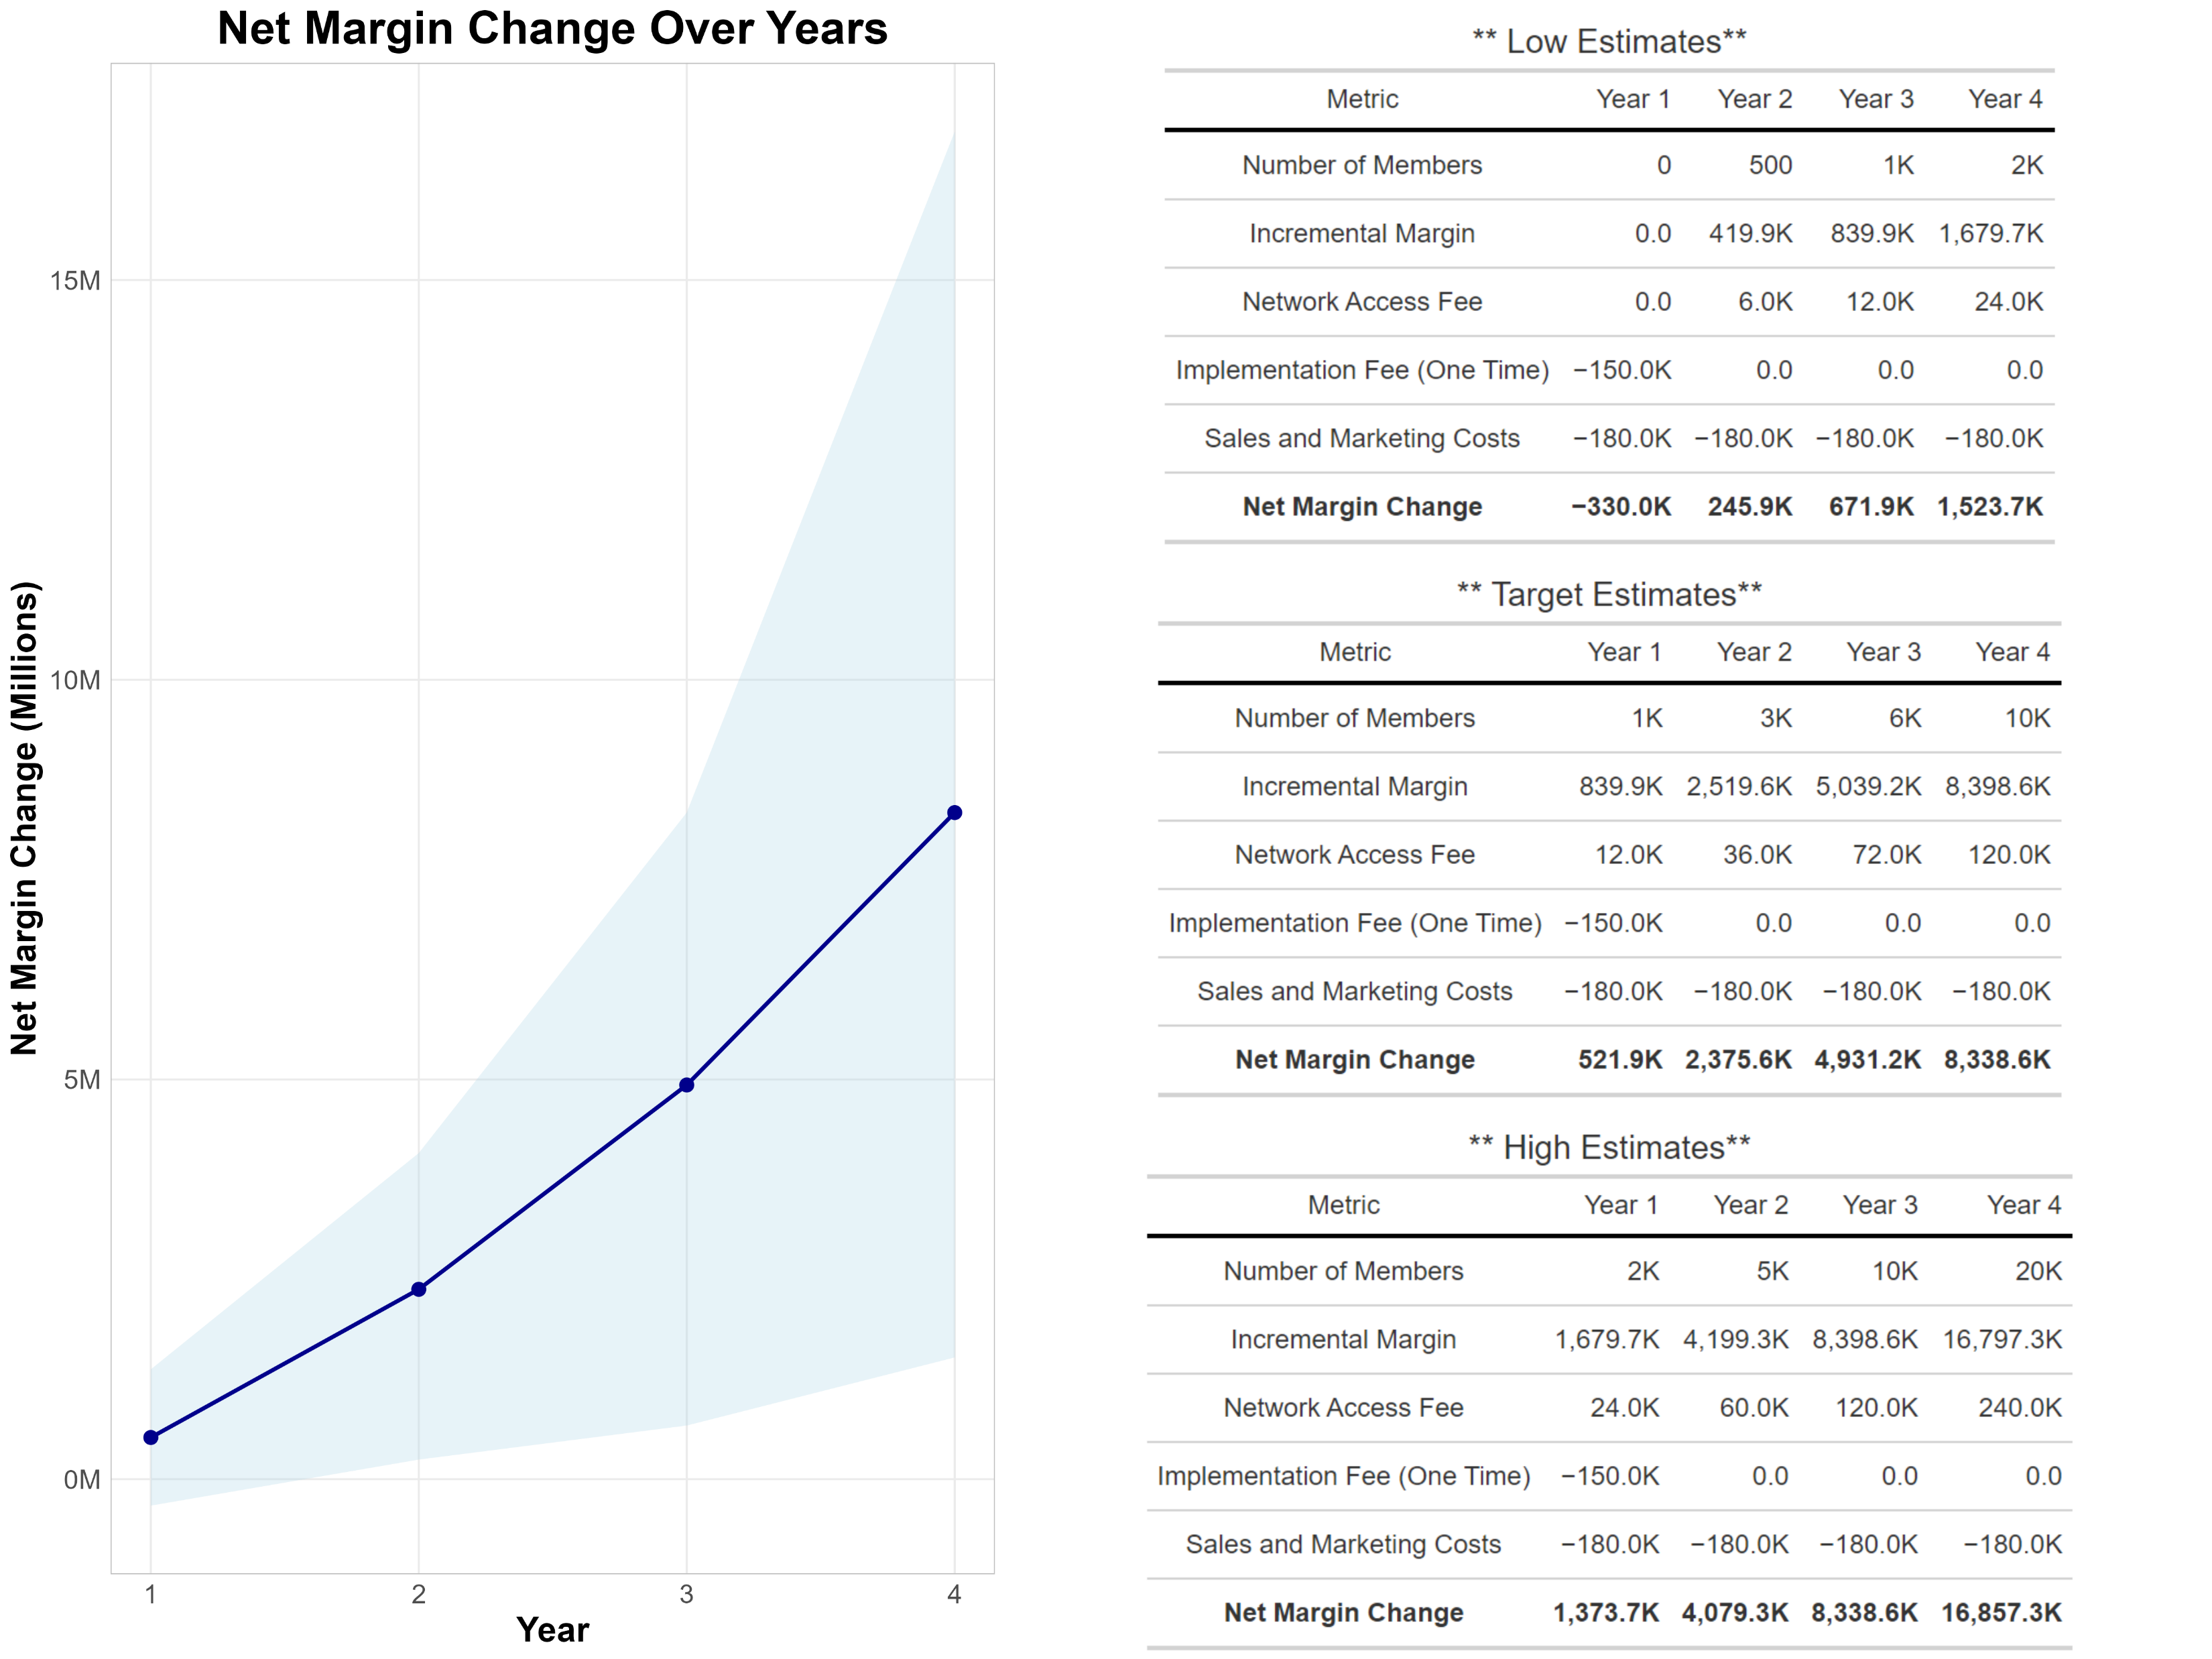 Net Margin Change Over Years
Net Margin Change (Millions)
15M
10M
5M
0M
1 2 3 4
Year
** Low Estimates**
Metric Year 1 Year 2 Year 3 Year 4
Number of Members 0 500 1K 2K
Incremental Margin 0.0 419.9K 839.9K 1,679.7K
Network Access Fee 0.0 6.0K 12.0K 24.0K
Implementation Fee (One Time) −150.0K 0.0 0.0 0.0
Sales and Marketing Costs −180.0K −180.0K −180.0K −180.0K
Net Margin Change −330.0K 245.9K 671.9K 1,523.7K
** Target Estimates**
Metric Year 1 Year 2 Year 3 Year 4
Number of Members 1K 3K 6K 10K
Incremental Margin 839.9K 2,519.6K 5,039.2K 8,398.6K
Network Access Fee 12.0K 36.0K 72.0K 120.0K
Implementation Fee (One Time) −150.0K 0.0 0.0 0.0
Sales and Marketing Costs −180.0K −180.0K −180.0K −180.0K
Net Margin Change 521.9K 2,375.6K 4,931.2K 8,338.6K
** High Estimates**
Metric Year 1 Year 2 Year 3 Year 4
Number of Members 2K 5K 10K 20K
Incremental Margin 1,679.7K 4,199.3K 8,398.6K 16,797.3K
Network Access Fee 24.0K 60.0K 120.0K 240.0K
Implementation Fee (One Time) −150.0K 0.0 0.0 0.0
Sales and Marketing Costs −180.0K −180.0K −180.0K −180.0K
Net Margin Change 1,373.7K 4,079.3K 8,338.6K 16,857.3K